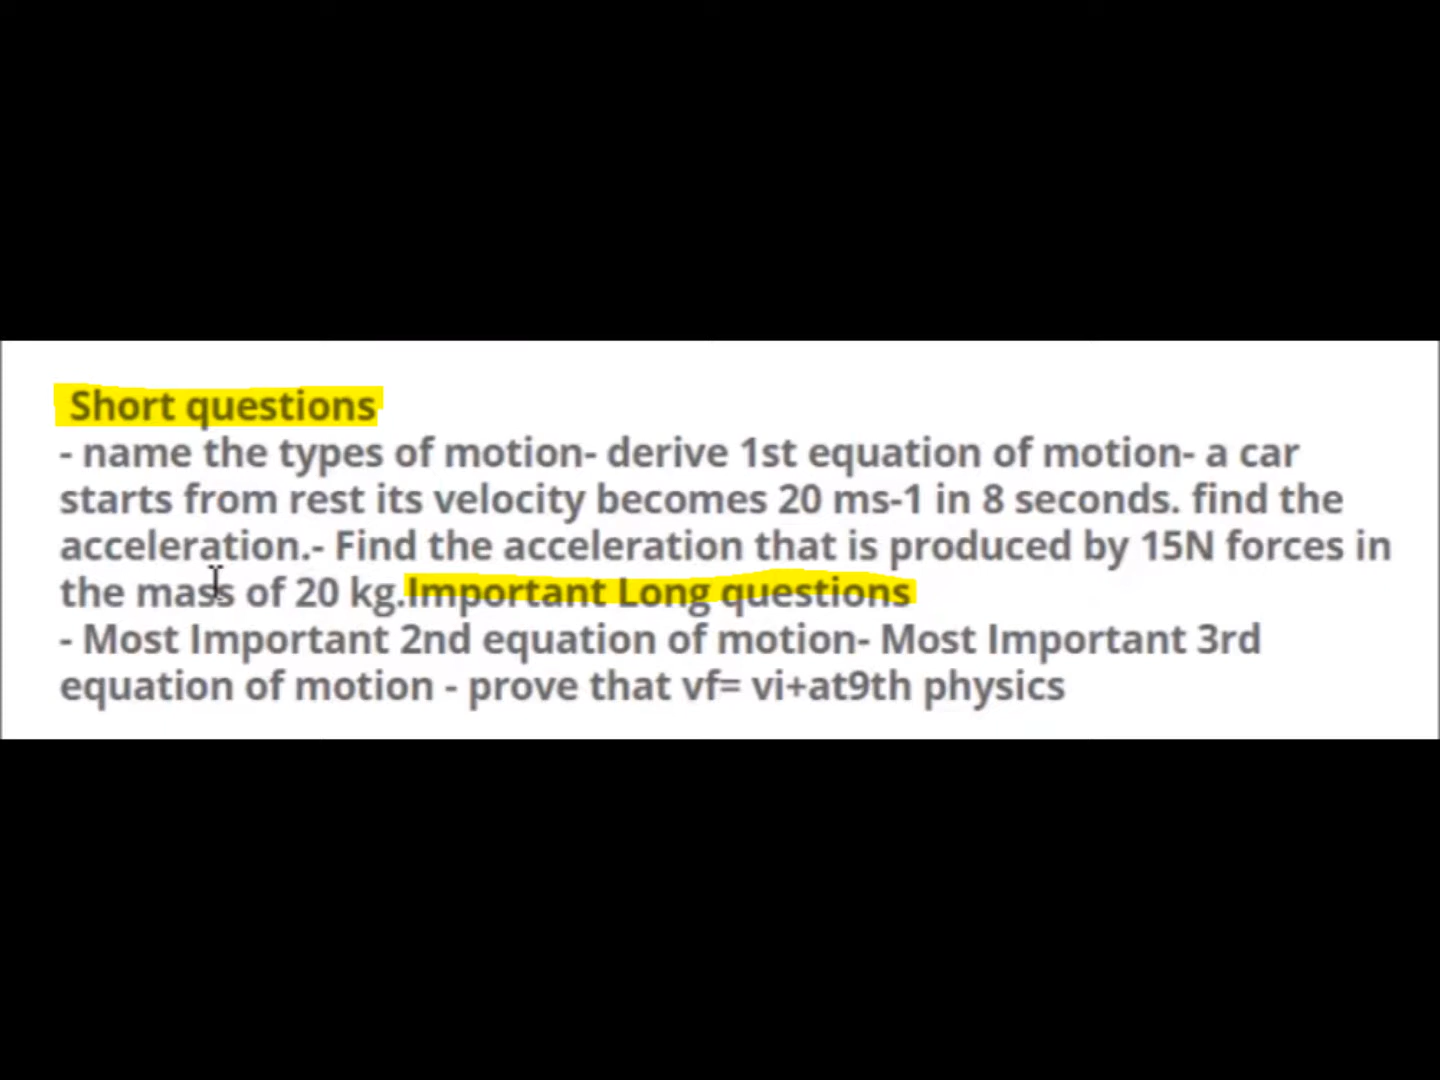 Short questions
- name the types of motion- derive 1st equation of motion- a car
starts from rest its velocity becomes 20 ms-1 in 8 seconds. find the
acceleration.- Find the acceleration that is produced by 15N forces in
the mass of 20 kg.Important Long questions
- Most Important 2nd equation of motion- Most Important 3rd
equation of motion - prove that vf= vi+at9th physics